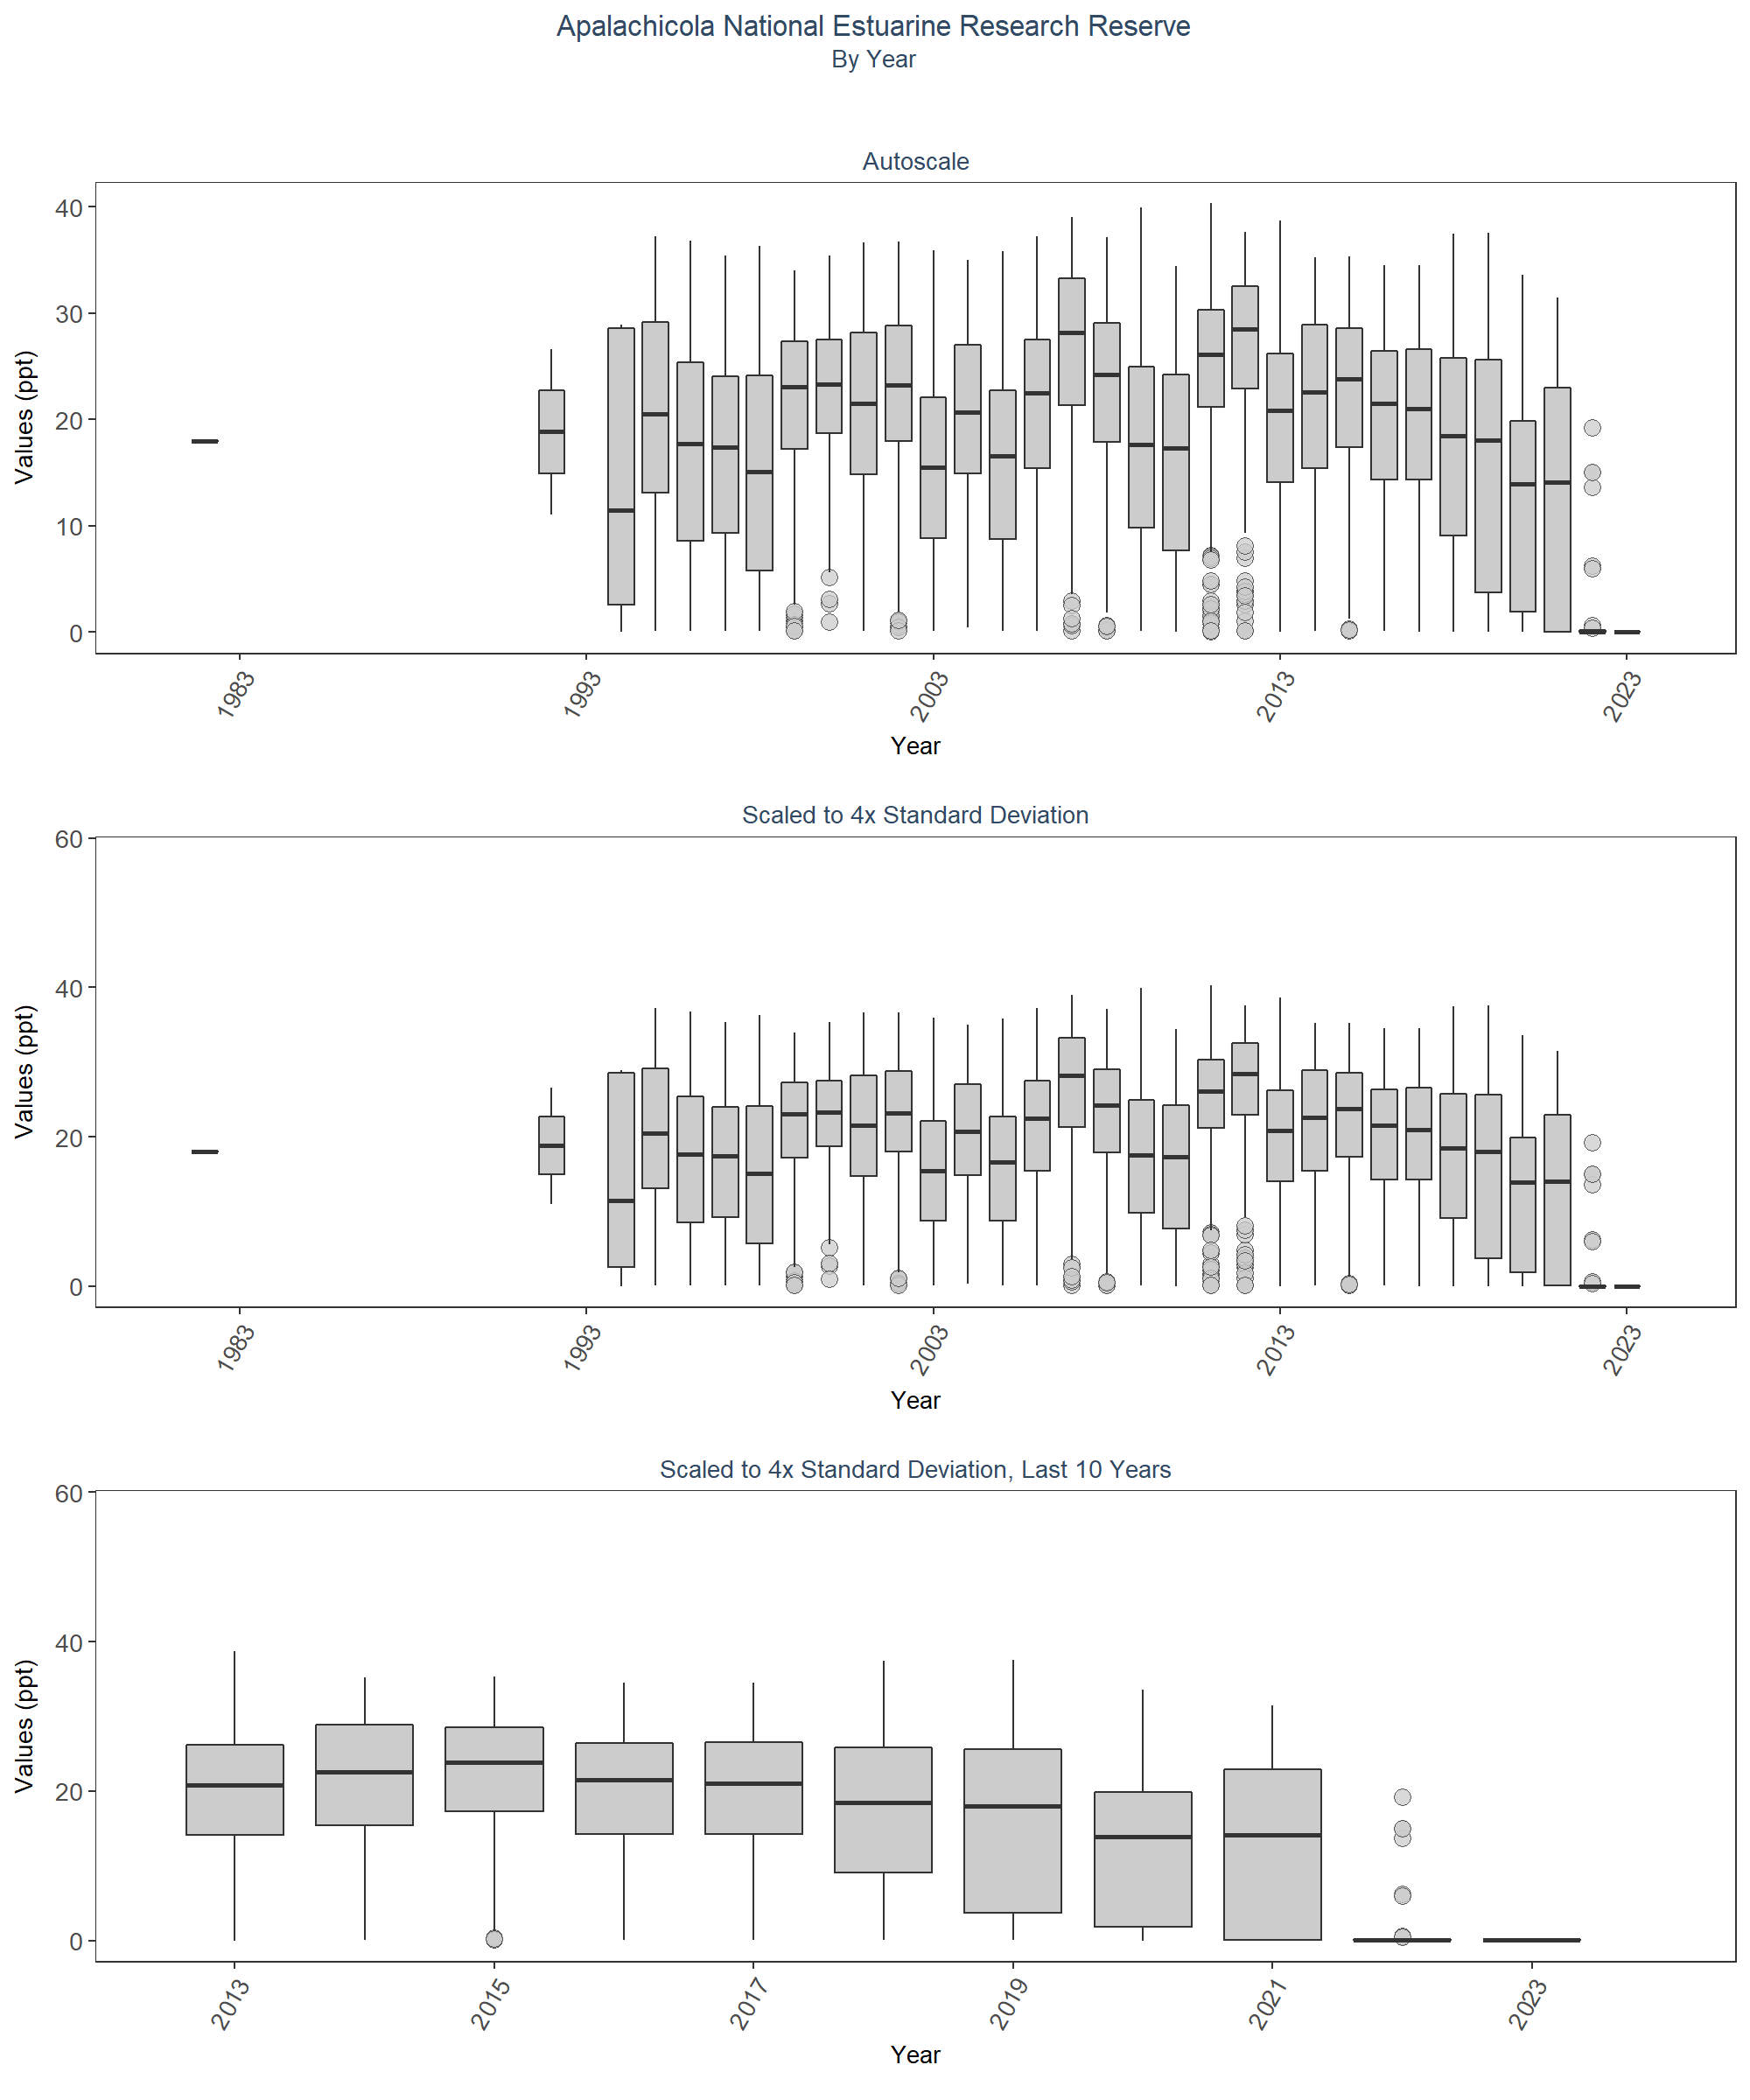 Apalachicola National Estuarine Research Reserve
By Year
Autoscale
Values (ppt)
40
30
20
10
0
1983
1993
2003
2013
2023
Year
Scaled to 4x Standard Deviation
Values (ppt)
60
40
20
0
1983
1993
2003
2013
2023
Year
Scaled to 4x Standard Deviation, Last 10 Years
Values (ppt)
60
40
20
0
2013
2015
2017
2019
2021
2023
Year